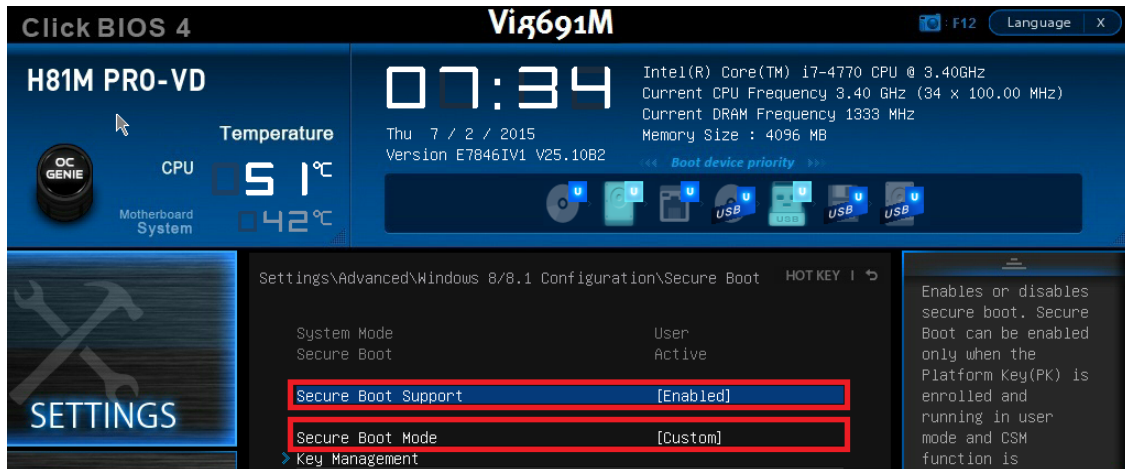 Click BIOS 4
Vig691M
: F12
Language X
H81M PRO-VD
07:34
Intel(R) Core(TM) i7-4770 CPU @ 3.40GHz
Current CPU Frequency 3.40 GHz (34 x 100.00 MHz)
Current DRAM Frequency 1333 MHz
Memory Size : 4096 MB
Temperature
Thu 7 / 2 / 2015
Version E7846IV1 V25.10B2
Boot device priority
OC
GENIE
CPU
51°C
Motherboard
System
42°C
U U U U U U U
USB USB USB USB
Settings\Advanced\Windows 8/8.1 Configuration\Secure Boot
HOT KEY
System Mode User
Secure Boot Active
Secure Boot Support [Enabled]
Secure Boot Mode [Custom]
Key Management
SETTINGS
Enables or disables
secure boot. Secure
Boot can be enabled
only when the
Platform Key(PK) is
enrolled and
running in user
mode and CSM
function is